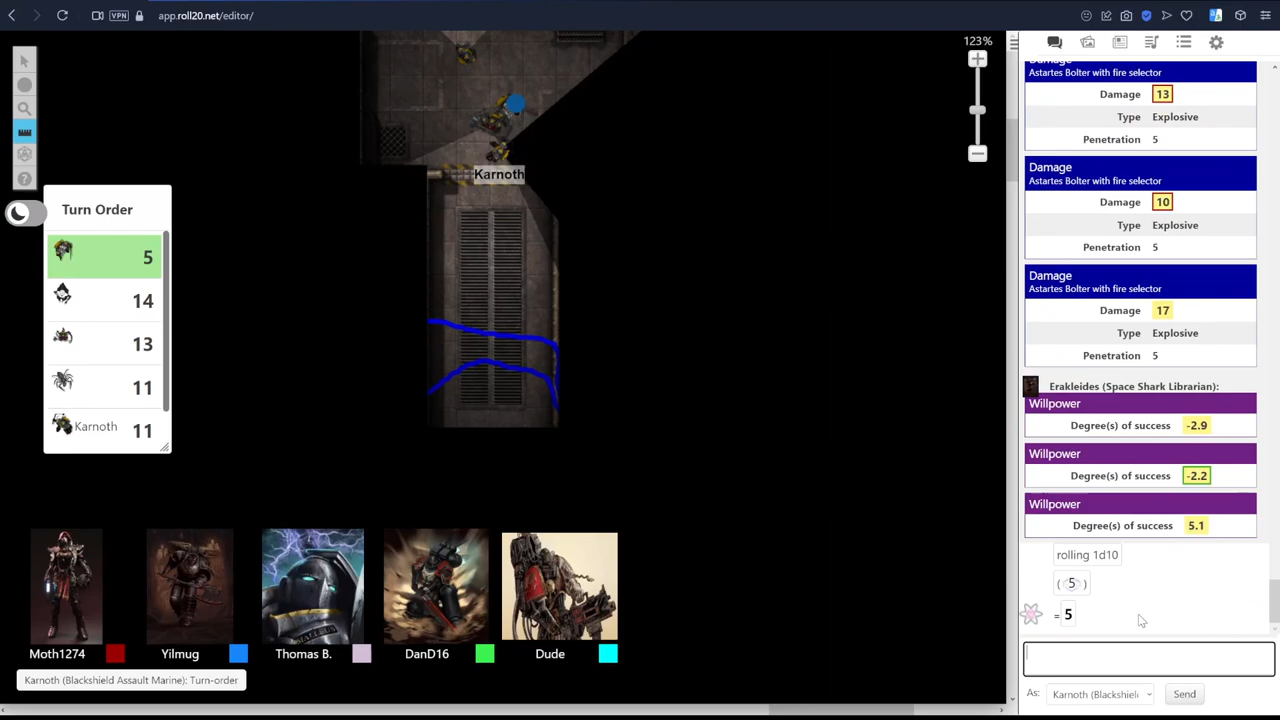 VPN
app.roll20.net/editor/
123%
Karnoth
Turn Order
5
14
13
11
Karnoth
11
Moth1274
Yilmug
Thomas B.
DanD16
Dude
Karnoth (Blackshield Assault Marine): Turn-order
Damage
Astartes Bolter with fire selector
Damage 13
Type Explosive
Penetration 5
Damage
Astartes Bolter with fire selector
Damage 10
Type Explosive
Penetration 5
Damage
Astartes Bolter with fire selector
Damage 17
Type Explosive
Penetration 5
Erakleides (Space Shark Librarian):
Willpower
Degree(s) of success -2.9
Willpower
Degree(s) of success -2.2
Willpower
Degree(s) of success 5.1
rolling 1d10
( 5 )
= 5
As: Karnoth (Blackshiel Send